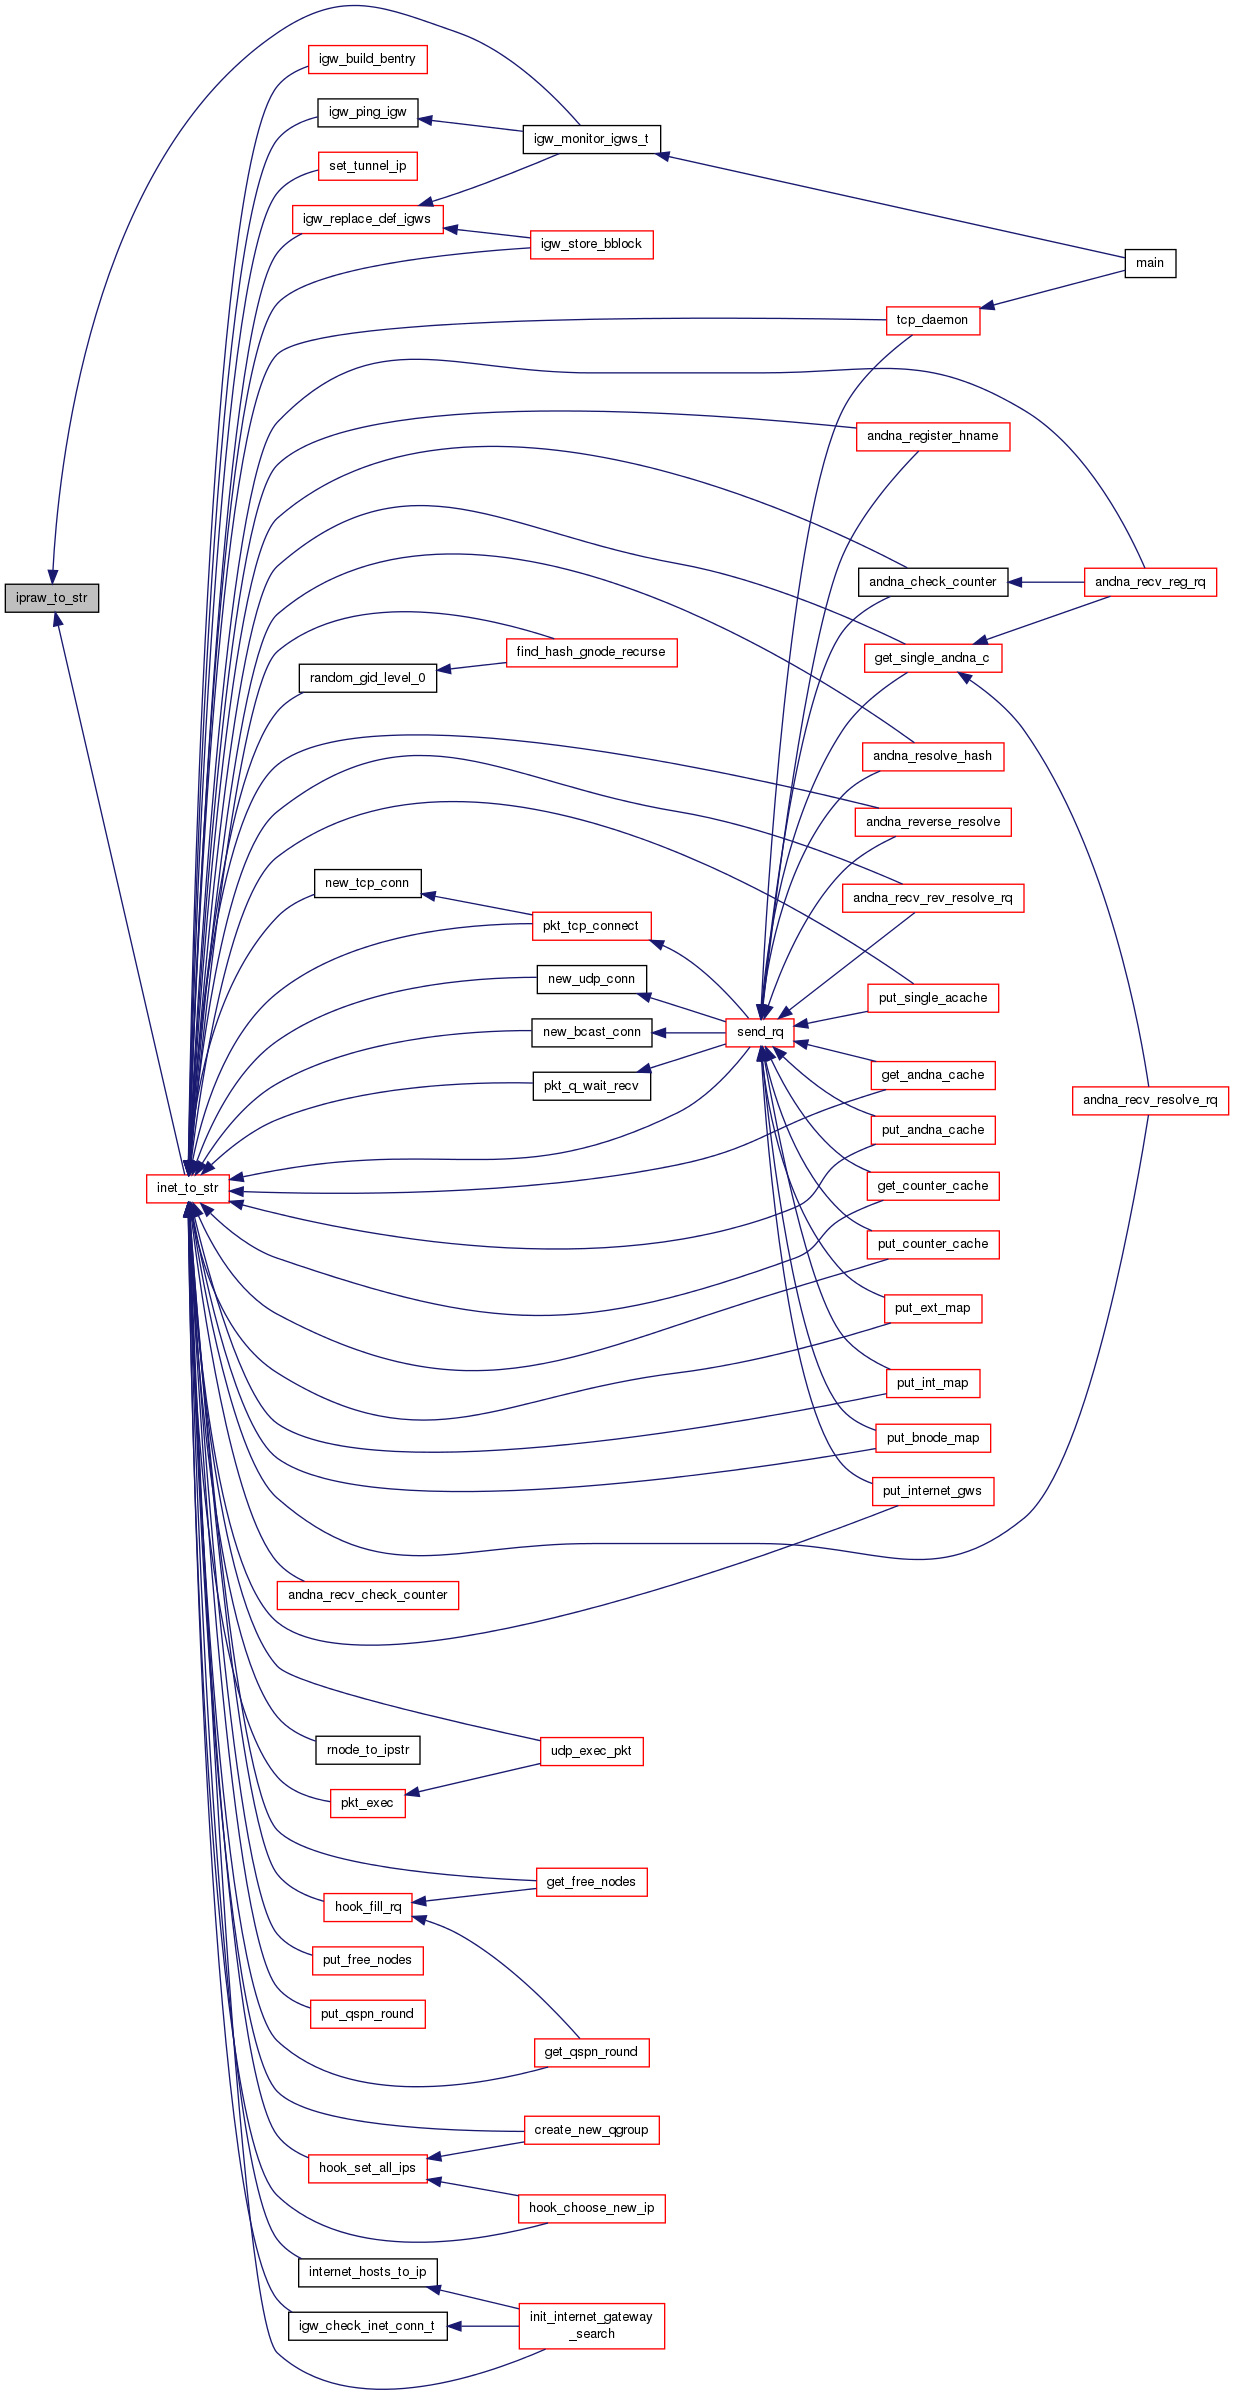 igw_build_bentry
igw_ping_igw
igw_monitor_igws_t
set_tunnel_ip
igw_replace_def_igws
igw_store_bblock
main
tcp_daemon
andna_register_hname
andna_check_counter
andna_recv_reg_rq
ipraw_to_str
find_hash_gnode_recurse
get_single_andna_c
random_gid_level_0
andna_resolve_hash
andna_reverse_resolve
new_tcp_conn
andna_recv_rev_resolve_rq
pkt_tcp_connect
new_udp_conn
put_single_acache
new_bcast_conn
send_rq
pkt_q_wait_recv
get_andna_cache
andna_recv_resolve_rq
put_andna_cache
inet_to_str
get_counter_cache
put_counter_cache
put_ext_map
put_int_map
put_bnode_map
put_internet_gws
andna_recv_check_counter
rnode_to_ipstr
udp_exec_pkt
pkt_exec
get_free_nodes
hook_fill_rq
put_free_nodes
put_qspn_round
get_qspn_round
create_new_qgroup
hook_set_all_ips
hook_choose_new_ip
internet_hosts_to_ip
init_internet_gateway
_search
igw_check_inet_conn_t